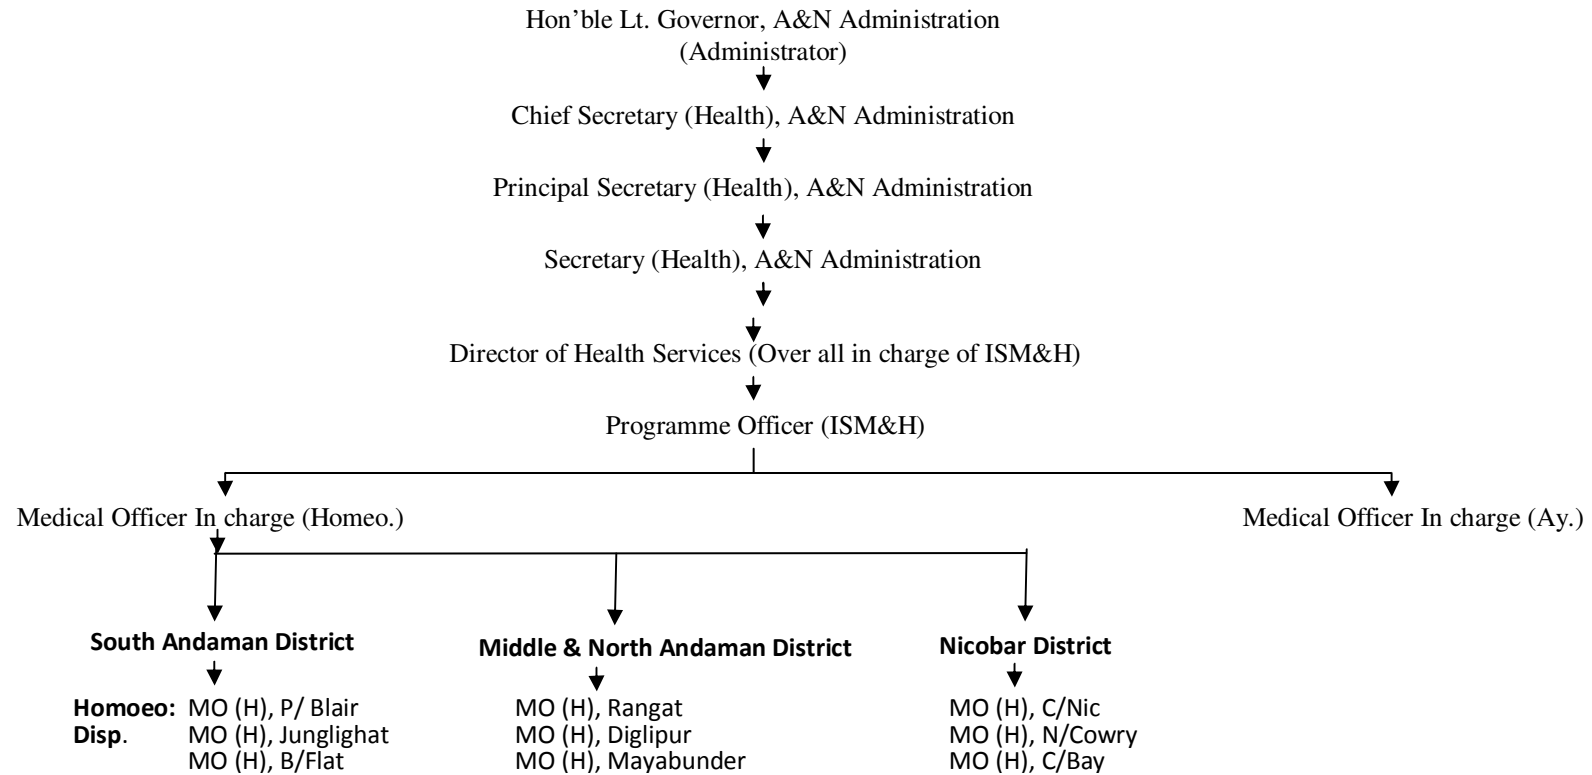 Hon’ble Lt. Governor, A&N Administration
(Administrator)
Chief Secretary (Health), A&N Administration
Principal Secretary (Health), A&N Administration
Secretary (Health), A&N Administration
Director of Health Services (Over all in charge of ISM&H)
Programme Officer (ISM&H)
Medical Officer In charge (Homeo.)
Medical Officer In charge (Ay.)
South Andaman District
Middle & North Andaman District
Nicobar District
Homoeo: MO (H), P/ Blair
Disp. MO (H), Junglighat
MO (H), B/Flat
MO (H), Rangat
MO (H), Diglipur
MO (H), Mayabunder
MO (H), C/Nic
MO (H), N/Cowry
MO (H), C/Bay